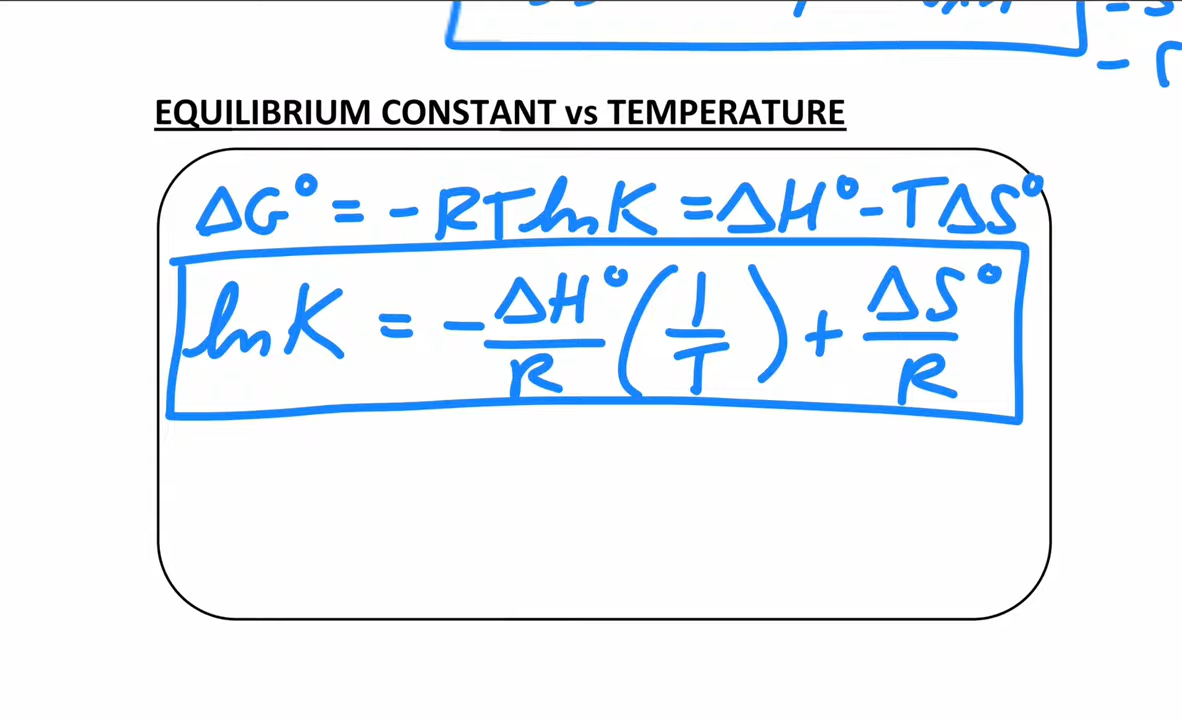 EQUILIBRIUM CONSTANT vs TEMPERATURE
ΔG° = -RT ln K = ΔH° - TΔS°
ln K = - ΔH°/R (1/T) + ΔS°/R